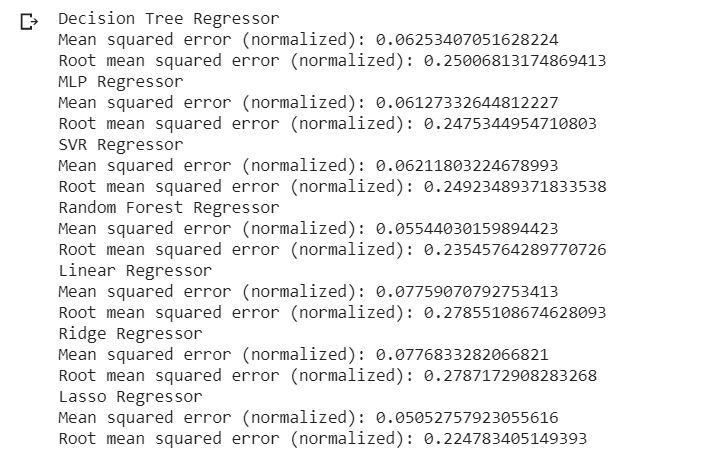 Decision Tree Regressor
Mean squared error (normalized): 0.06253407051628224
Root mean squared error (normalized): 0.25006813174869413
MLP Regressor
Mean squared error (normalized): 0.06127332644812227
Root mean squared error (normalized): 0.2475344954710803
SVR Regressor
Mean squared error (normalized): 0.06211803224678993
Root mean squared error (normalized): 0.24923489371833538
Random Forest Regressor
Mean squared error (normalized): 0.05544030159894423
Root mean squared error (normalized): 0.23545764289770726
Linear Regressor
Mean squared error (normalized): 0.07759070792753413
Root mean squared error (normalized): 0.27855108674628093
Ridge Regressor
Mean squared error (normalized): 0.0776833282066821
Root mean squared error (normalized): 0.2787172908283268
Lasso Regressor
Mean squared error (normalized): 0.05052757923055616
Root mean squared error (normalized): 0.224783405149393